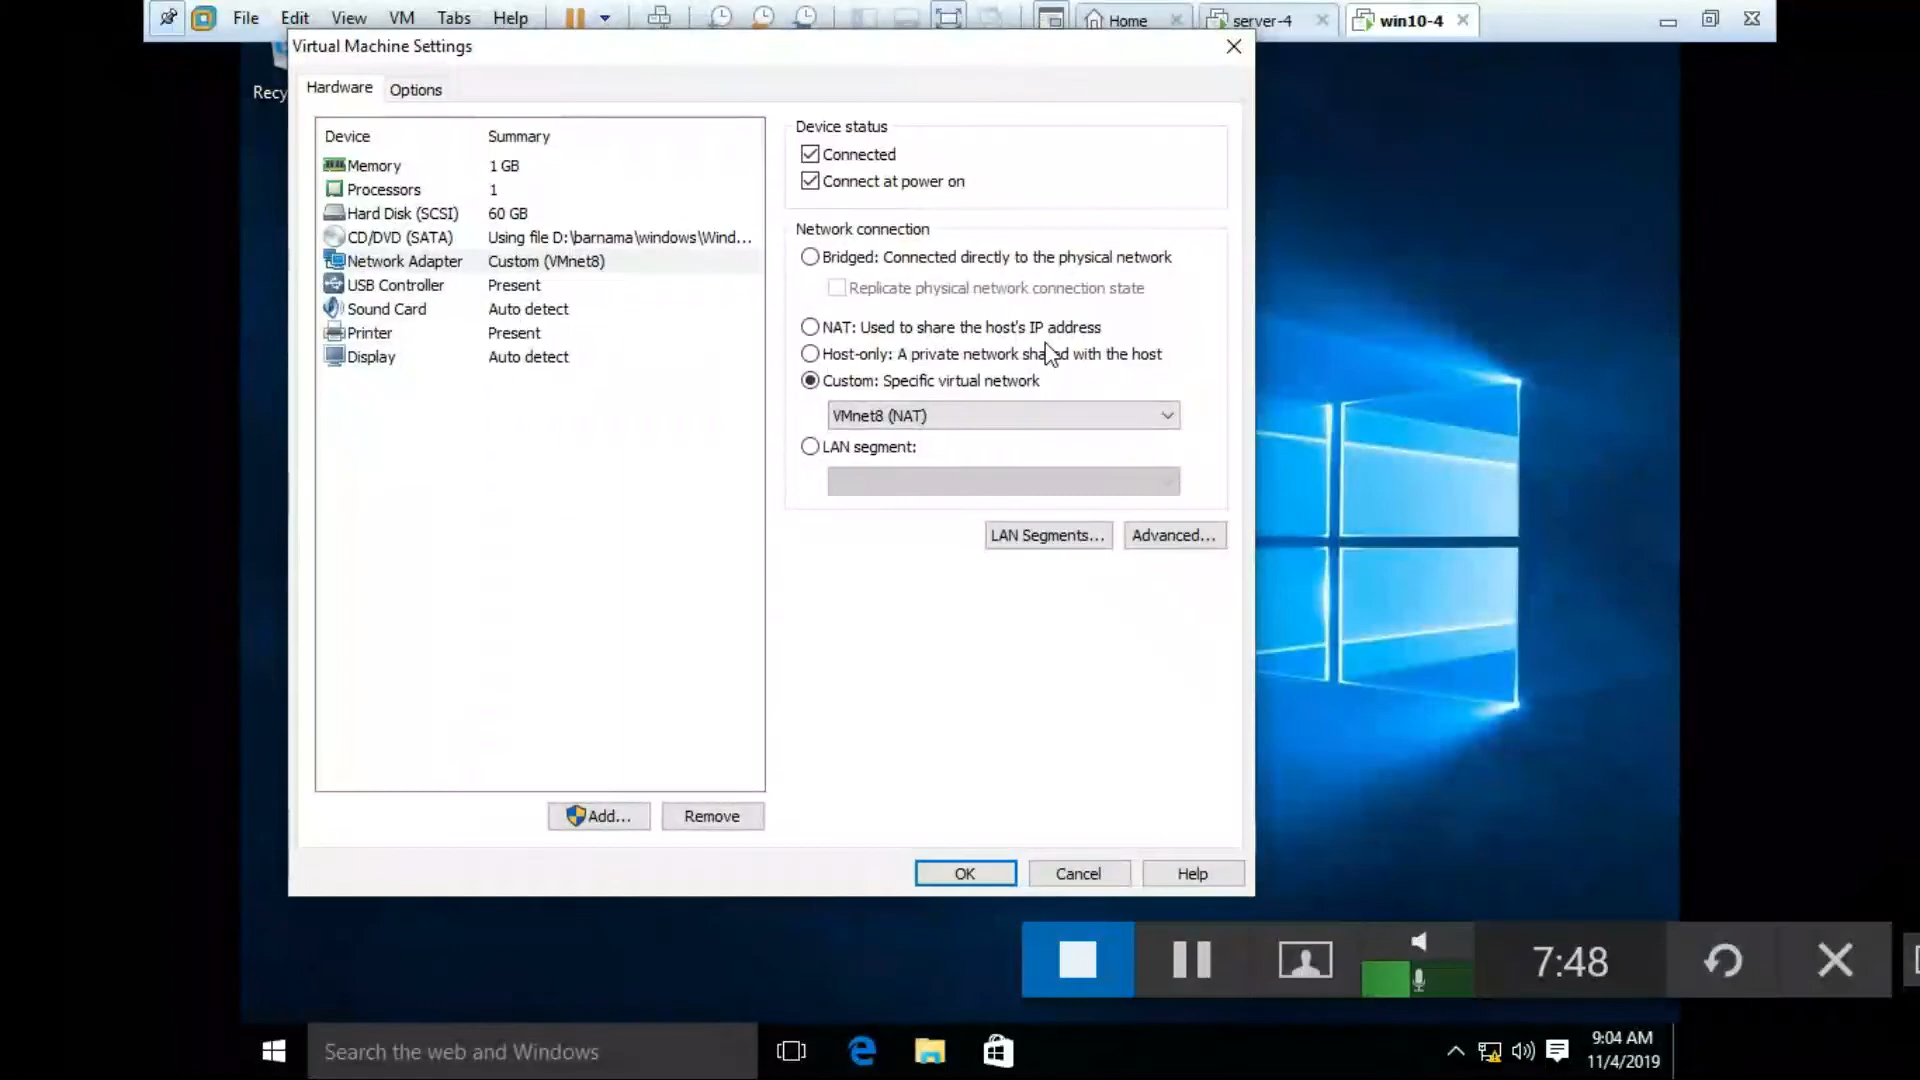 File Edit View VM Tabs Help Home server-4 win10-4
Virtual Machine Settings
Recy
Hardware Options
Device Summary
Memory 1 GB
Processors 1
Hard Disk (SCSI) 60 GB
CD/DVD (SATA) Using file D:\barnama\windows\Wind...
Network Adapter Custom (VMnet8)
USB Controller Present
Sound Card Auto detect
Printer Present
Display Auto detect
Add... Remove
Device status
Connected
Connect at power on
Network connection
Bridged: Connected directly to the physical network
Replicate physical network connection state
NAT: Used to share the host's IP address
Host-only: A private network shared with the host
Custom: Specific virtual network
VMnet8 (NAT)
LAN segment:
LAN Segments... Advanced...
OK Cancel Help
7:48
Search the web and Windows
9:04 AM
11/4/2019